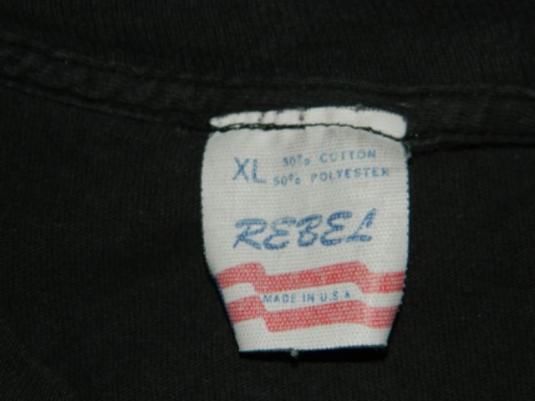 XL 50% COTTON
50% POLYESTER
REBEL
MADE IN U.S.A.